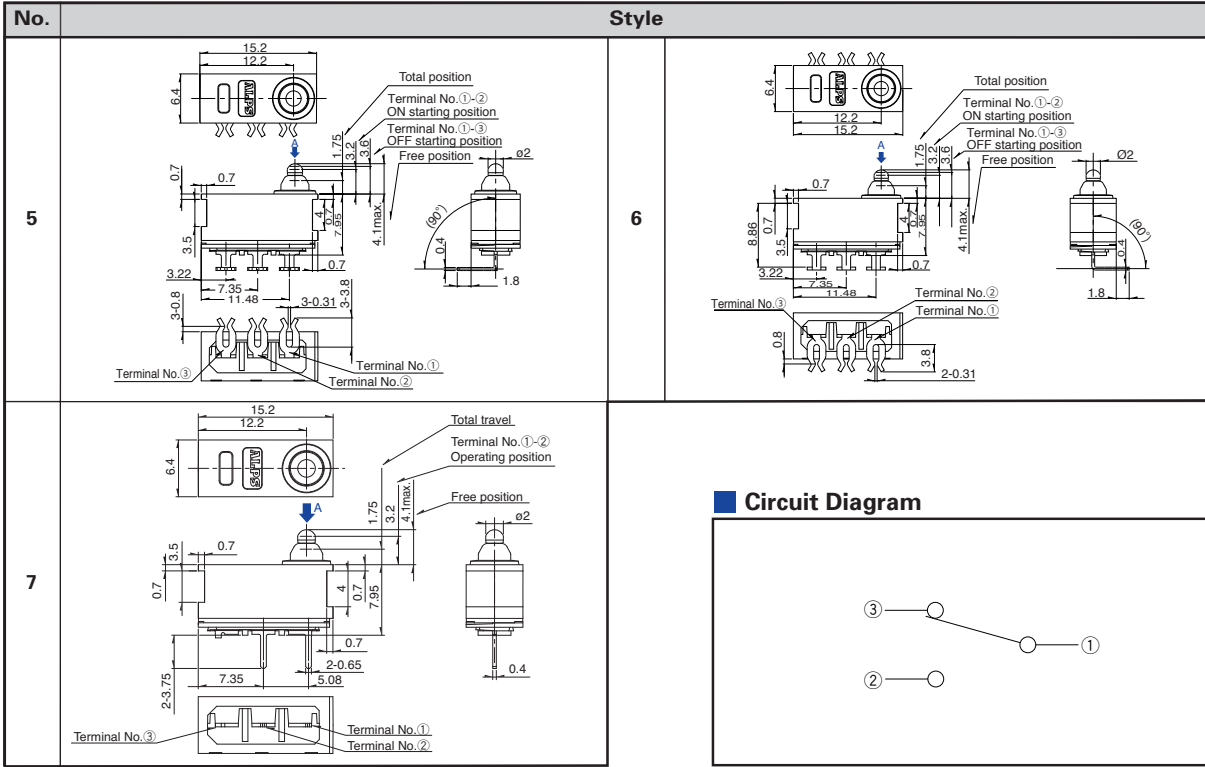 No.
Style
5
15.2
12.2
6.4
ALPS
Total position
Terminal No.①-②
ON starting position
Terminal No.①-③
OFF starting position
Free position
A
1.75
3.2
3.6
4.1max.
ø2
0.7
0.7
3.5
4
0.7
7.95
(90°)
0.4
3.22
0.7
1.8
7.35
11.48
3-0.8
3-0.31
3-3.8
Terminal No.③
Terminal No.①
Terminal No.②
6
6.4
ALPS
12.2
15.2
Total position
Terminal No.①-②
ON starting position
Terminal No.①-③
OFF starting position
Free position
A
1.75
3.2
3.6
4.1max.
Ø2
0.7
0.7
8.86
3.5
4
0.7
7.95
(90°)
0.4
3.22
0.7
1.8
7.35
11.48
Terminal No.③
Terminal No.②
Terminal No.①
0.8
3.8
2-0.31
7
15.2
12.2
6.4
ALPS
Total travel
Terminal No.①-②
Operating position
Free position
A
1.75
3.2
4.1max.
ø2
3.5
0.7
0.7
4
0.7
7.95
0.7
2-0.65
0.4
2-3.75
7.35
5.08
Terminal No.③
Terminal No.①
Terminal No.②
Circuit Diagram
③
①
②